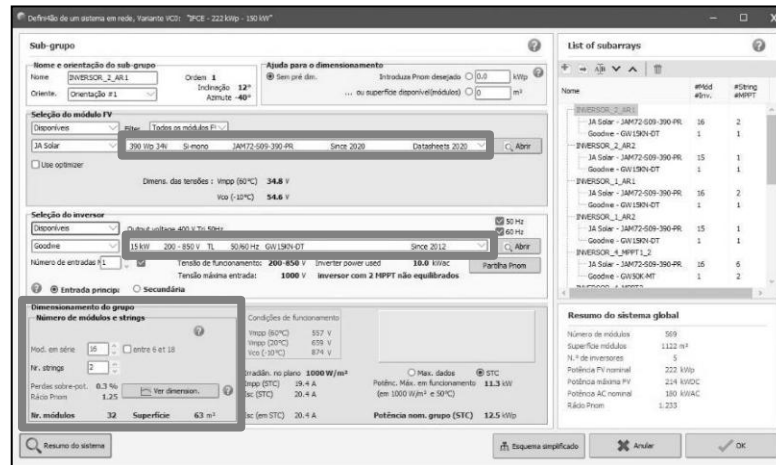 Definição de um sistema em rede, Variante VC0: "IFCE - 222 kWp - 150 kW"
Sub-grupo
Nome e orientação do sub-grupo
Nome INVERSOR_2_AR1
Oriente. Orientação #1
Ordem 1
Inclinação 12°
Azimute -40°
Ajuda para o dimensionamento
Sem pré dim. Introduza Pnom desejado 0.0 kWp
... ou superfície disponível(módulos) 0 m²
Seleção do módulo FV
Disponíveis Filter Todos os módulos F
JA Solar 390 Wp 34V Si-mono JAM72-S09-390-PR Since 2020 Datasheets 2020 Abrir
Use optimizer
Dimens. das tensões : Vmpp (60°C) 34.8 V
Vco (-10°C) 54.6 V
Seleção do inversor
Disponíveis Output voltage 400 V Tri 50Hz
50 Hz
60 Hz
Goodwe 15 kW 200 - 850 V TL 50/60 Hz GW15KN-DT Since 2012 Abrir
Número de entradas 1 Tensão de funcionamento: 200-850 V Inverter power used 10.0 kWac Partilha Pnom
Tensão máxima entrada: 1000 V inversor com 2 MPPT não equilibrados
Entrada princip: Secundária
Dimensionamento do grupo
Número de módulos e strings
Mod. em série 16 entre 6 et 18
Nr. strings 2
Perdas sobre-pot. 0.3 %
Rácio Pnom 1.25
Ver dimension.
Nr. módulos 32 Superfície 63 m²
Condições de funcionamento
Vmpp (60°C) 557 V
Vmpp (20°C) 659 V
Vco (-10°C) 874 V
Irradiân. no plano 1000 W/m²
Impp (STC) 19.4 A
Isc (STC) 20.4 A
Isc (em STC) 20.4 A
Max. dados STC
Potênc. Máx. em funcionamento 11.3 kW
(em 1000 W/m² e 50°C)
Potência nom. grupo (STC) 12.5 kWp
List of subarrays
Nome #Mód #Inv. #String #MPPT
INVERSOR_2_AR1
JA Solar - JAM72-S09-390-PR 16 2
Goodwe - GW15KN-DT 1 1
INVERSOR_2_AR2
JA Solar - JAM72-S09-390-PR 15 1
Goodwe - GW15KN-DT 1 1
INVERSOR_1_AR1
JA Solar - JAM72-S09-390-PR 16 2
Goodwe - GW15KN-DT 1 1
INVERSOR_1_AR2
JA Solar - JAM72-S09-390-PR 15 1
Goodwe - GW15KN-DT 1 1
INVERSOR_4_MPPT1_2
JA Solar - JAM72-S09-390-PR 16 6
Goodwe - GW50K-MT 1 2
Resumo do sistema global
Número de módulos 569
Superfície módulos 1122 m²
N.º de inversores 5
Potência FV nominal 222 kWp
Potência máxima FV 214 kWDC
Potência AC nominal 180 kWAC
Rácio Pnom 1.233
Resumo do sistema
Esquema simplificado
Anular
OK